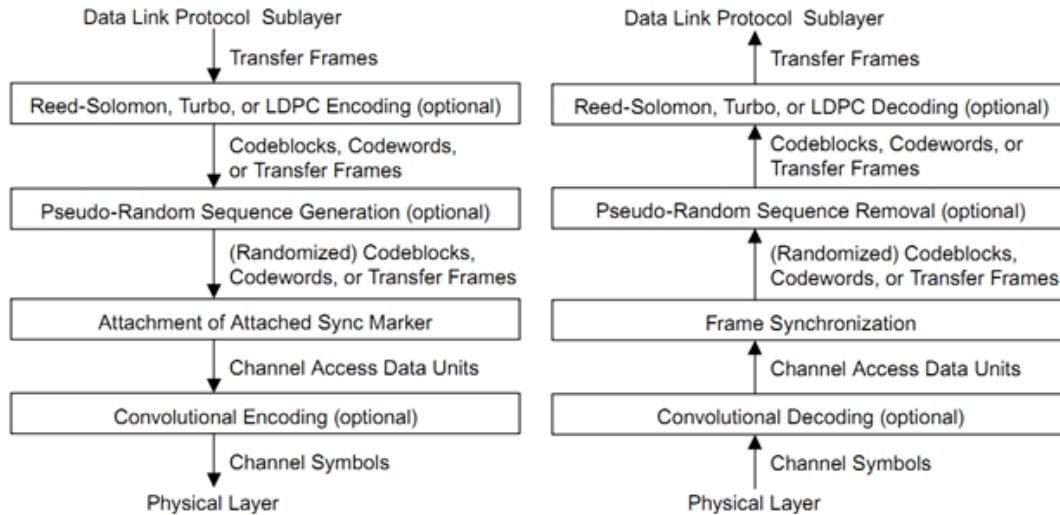 Data Link Protocol Sublayer
Transfer Frames
Reed-Solomon, Turbo, or LDPC Encoding (optional)
Codeblocks, Codewords,
or Transfer Frames
Pseudo-Random Sequence Generation (optional)
(Randomized) Codeblocks,
Codewords, or Transfer Frames
Attachment of Attached Sync Marker
Channel Access Data Units
Convolutional Encoding (optional)
Channel Symbols
Physical Layer
Data Link Protocol Sublayer
Transfer Frames
Reed-Solomon, Turbo, or LDPC Decoding (optional)
Codeblocks, Codewords, or
Transfer Frames
Pseudo-Random Sequence Removal (optional)
(Randomized) Codeblocks,
Codewords, or Transfer Frames
Frame Synchronization
Channel Access Data Units
Convolutional Decoding (optional)
Channel Symbols
Physical Layer